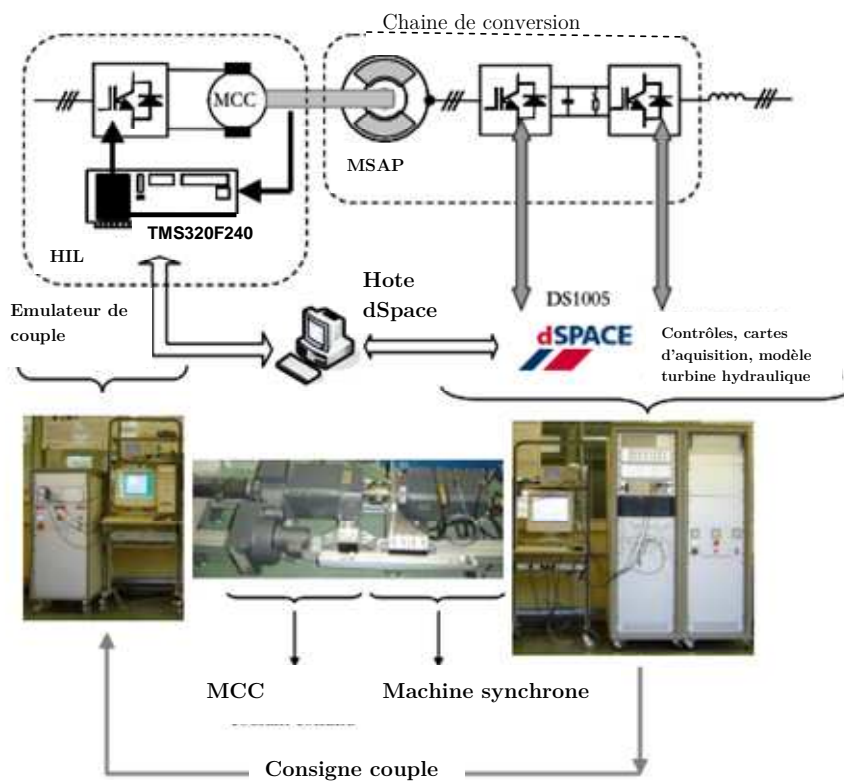 Chaine de conversion
MCC
MSAP
TMS320F240
HIL
Hote
dSpace
DS1005
dSPACE
Emulateur de
couple
Contrôles, cartes
d'aquisition, modèle
turbine hydraulique
MCC
Machine synchrone
Consigne couple